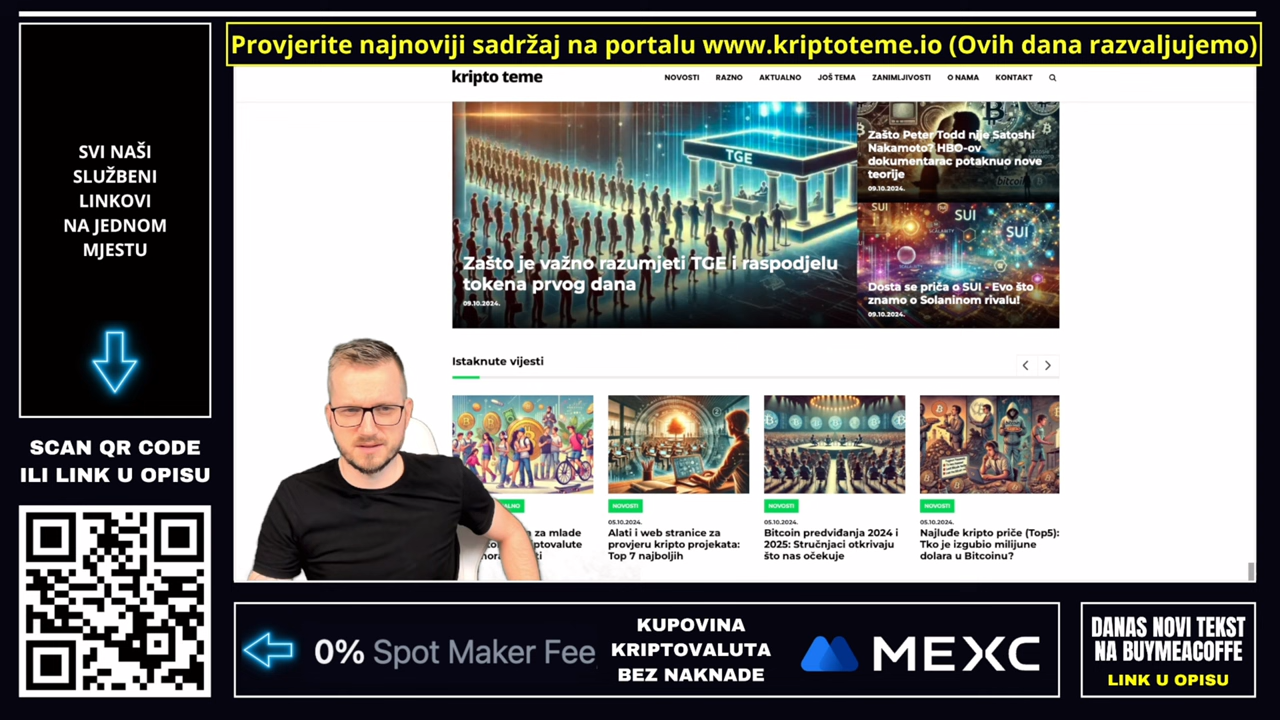 Provjerite najnoviji sadržaj na portalu www.kriptoteme.io (Ovih dana razvaljujemo)
kripto teme
NOVOSTI
RAZNO
AKTUALNO
JOŠ TEMA
ZANIMLJIVOSTI
O NAMA
KONTAKT
SVI NAŠI
SLUŽBENI
LINKOVI
NA JEDNOM
MJESTU
SCAN QR CODE
ILI LINK U OPISU
TGE
Zašto je važno razumjeti TGE i raspodjelu
tokena prvog dana
09.10.2024.
Zašto Peter Todd nije Satoshi
Nakamoto? HBO-ov
dokumentarac potaknuo nove
teorije
bitcoin
09.10.2024.
SUI
SUI
Dosta se priča o SUI - Evo što
znamo o Solaninom rivalu!
09.10.2024.
Istaknute vijesti
za mlade
NOVOSTI
05.10.2024.
Alati i web stranice za
provjeru kripto projekata:
Top 7 najboljih
NOVOSTI
05.10.2024.
Bitcoin predviđanja 2024 i
2025: Stručnjaci otkrivaju
što nas očekuje
NOVOSTI
05.10.2024.
Najluđe kripto priče (Top5):
Tko je izgubio milijune
dolara u Bitcoinu?
0% Spot Maker Fee
KUPOVINA
KRIPTOVALUTA
BEZ NAKNADE
MEXC
DANAS NOVI TEKST
NA BUYMEACOFFE
LINK U OPISU